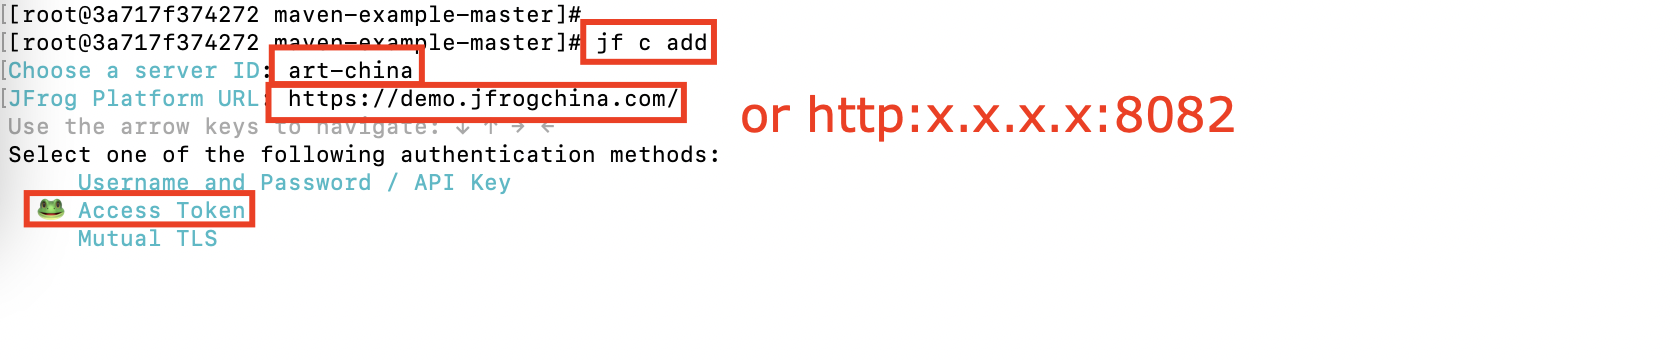 [[root@3a717f374272 maven-example-master]#
[[root@3a717f374272 maven-example-master]# jf c add
[Choose a server ID: art-china
[JFrog Platform URL: https://demo.jfrogchina.com/
or http:x.x.x.x:8082
Use the arrow keys to navigate: ↓ ↑ → ←
Select one of the following authentication methods:
Username and Password / API Key
🐸 Access Token
Mutual TLS